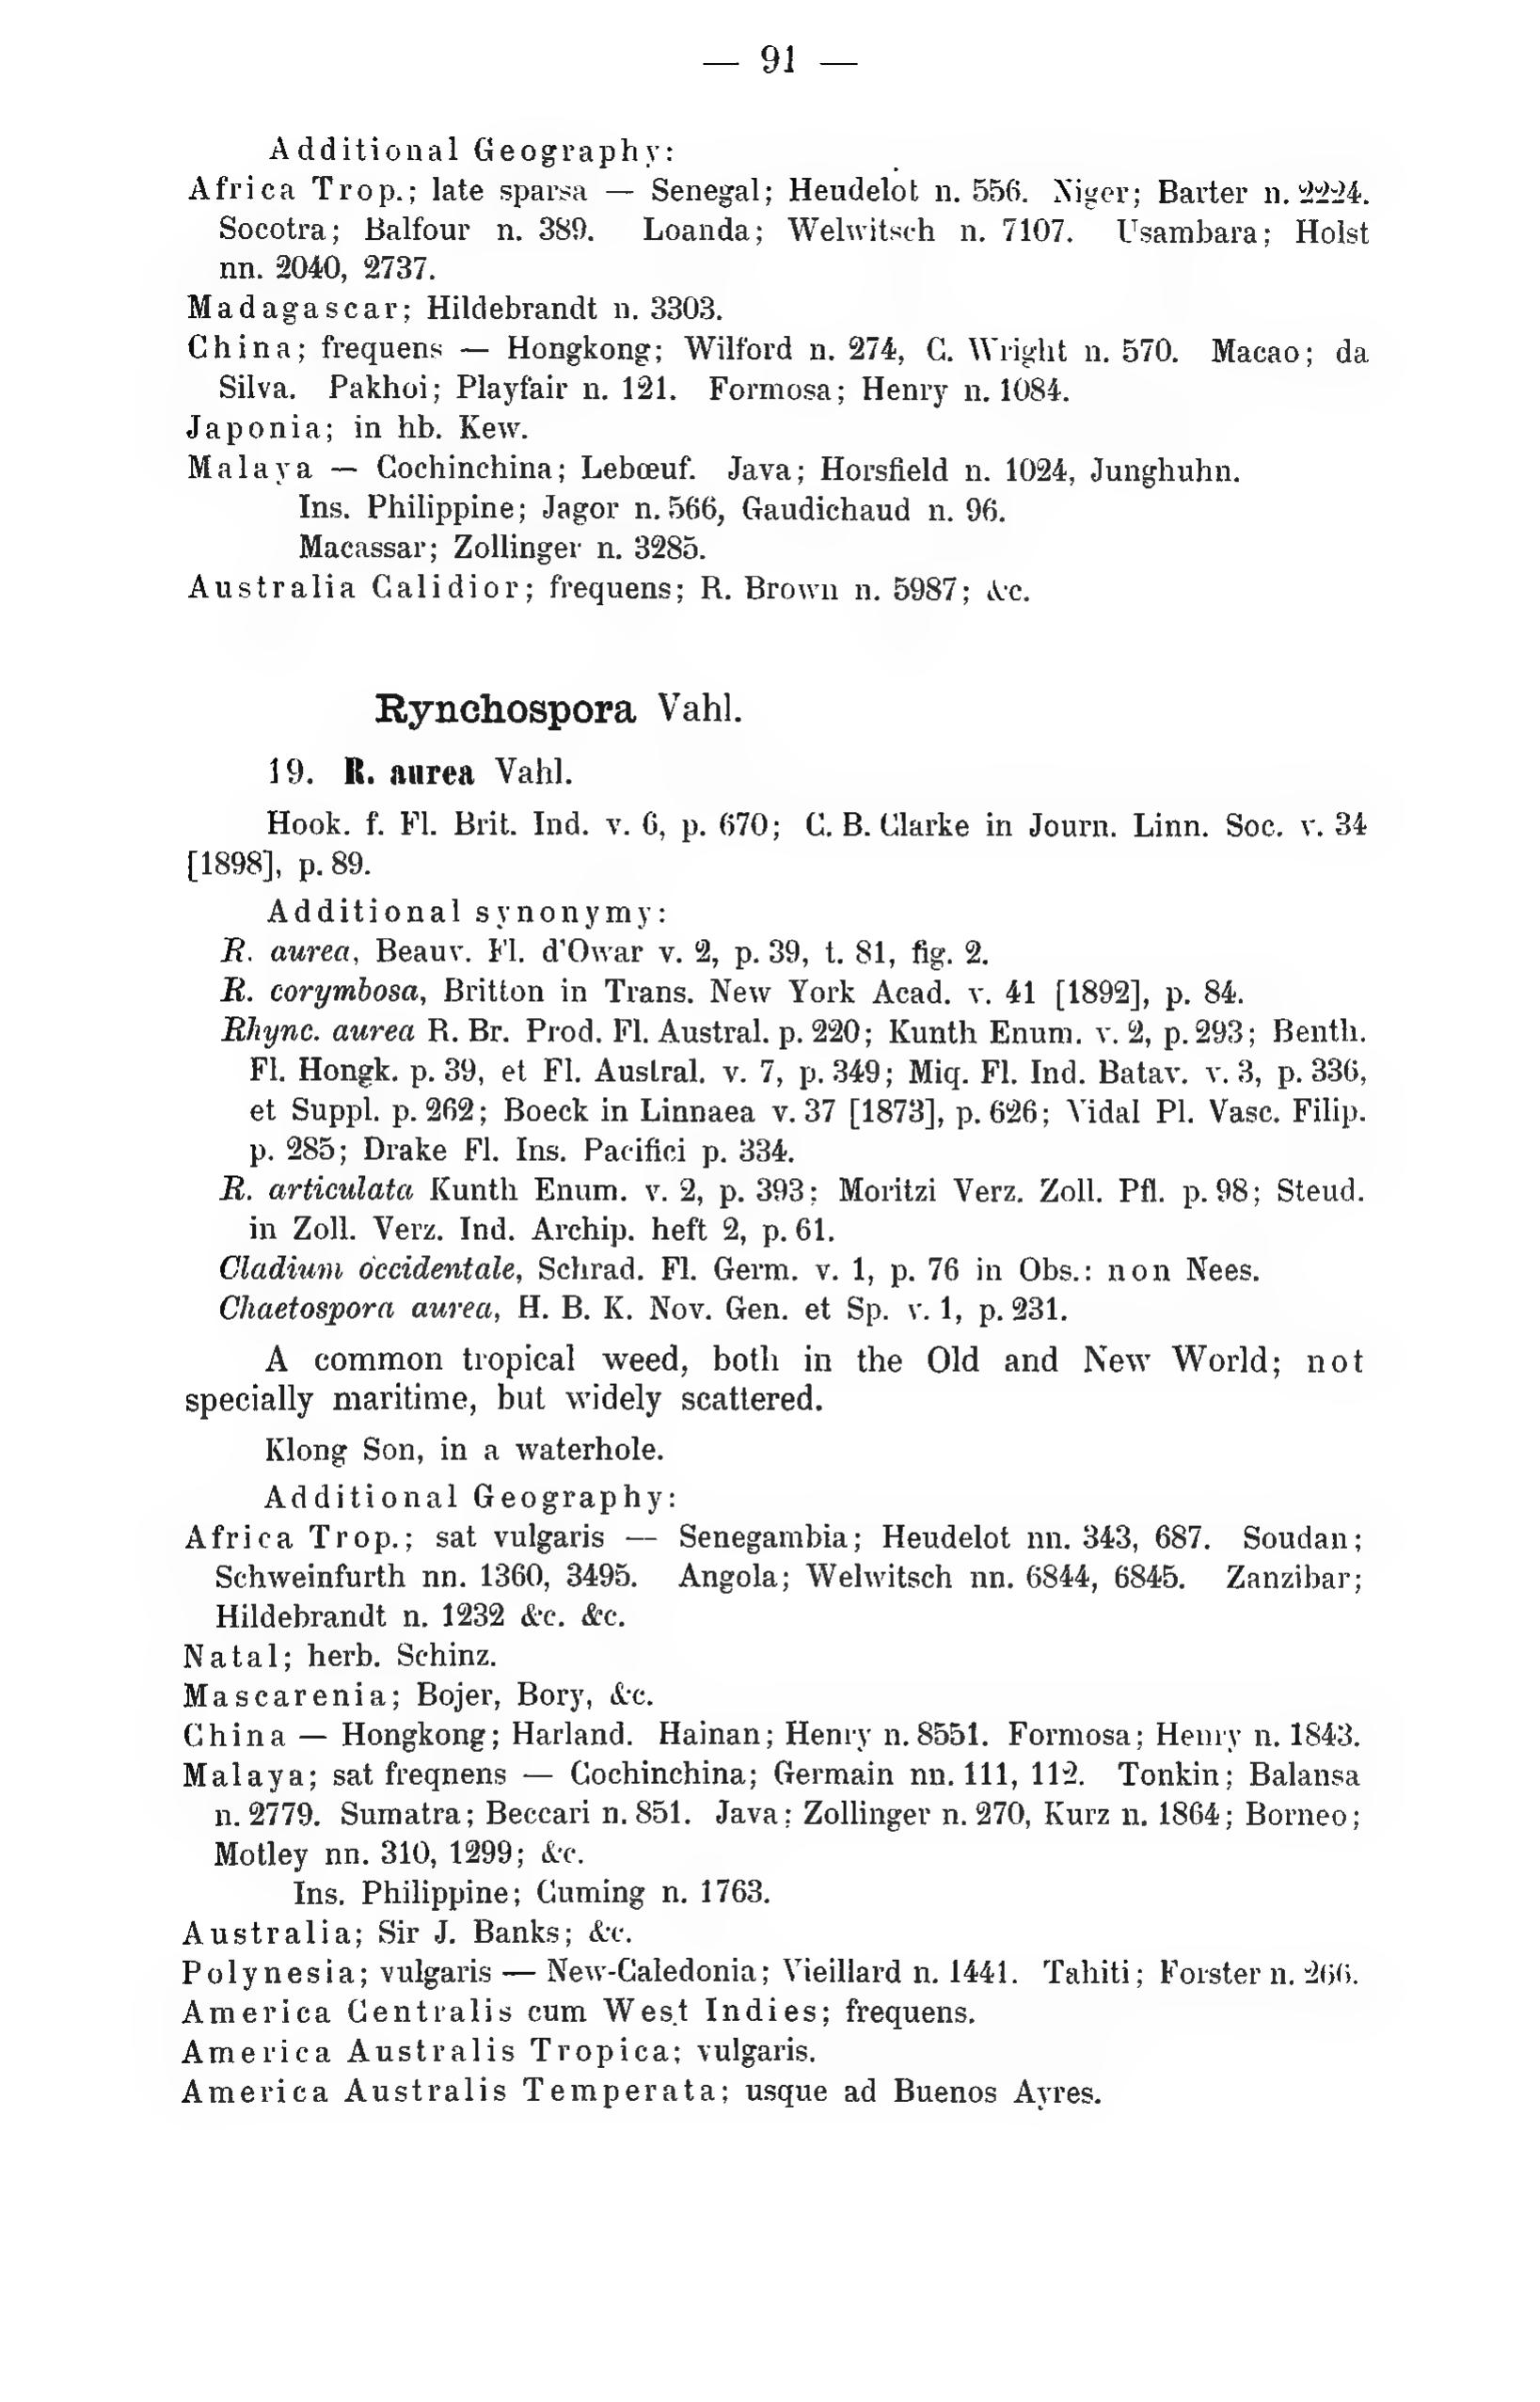 — 91 —
Additional Geography:
Africa Trop.; late sparsa — Senegal; Heudelot n. 556. Niger; Barter n. 2224.
Socotra; Balfour n. 389. Loanda; Welwitsch n. 7107. Usambara; Holst
nn. 2040, 2737.
Madagascar; Hildebrandt n. 3303.
China; frequens — Hongkong; Wilford n. 274, C. Wright n. 570. Macao; da
Silva. Pakhoi; Playfair n. 121. Formosa; Henry n. 1084.
Japonia; in hb. Kew.
Malaya — Cochinchina; Lebœuf. Java; Horsfield n. 1024, Junghuhn.
Ins. Philippine; Jagor n. 566, Gaudichaud n. 96.
Macassar; Zollinger n. 3285.
Australia Calidior; frequens; R. Brown n. 5987; &c.
Rynchospora Vahl.
19. R. aurea Vahl.
Hook. f. Fl. Brit. Ind. v. 6, p. 670; C. B. Clarke in Journ. Linn. Soc. v. 34
[1898], p. 89.
Additional synonymy:
R. aurea, Beauv. Fl. d'Owar v. 2, p. 39, t. 81, fig. 2.
R. corymbosa, Britton in Trans. New York Acad. v. 41 [1892], p. 84.
Rhync. aurea R. Br. Prod. Fl. Austral. p. 220; Kunth Enum. v. 2, p. 293; Benth.
Fl. Hongk. p. 39, et Fl. Austral. v. 7, p. 349; Miq. Fl. Ind. Batav. v. 3, p. 336,
et Suppl. p. 262; Boeck in Linnaea v. 37 [1873], p. 626; Vidal Pl. Vasc. Filip.
p. 285; Drake Fl. Ins. Pacifici p. 334.
R. articulata Kunth Enum. v. 2, p. 393; Moritzi Verz. Zoll. Pfl. p. 98; Steud.
in Zoll. Verz. Ind. Archip. heft 2, p. 61.
Cladium occidentale, Schrad. Fl. Germ. v. 1, p. 76 in Obs.: non Nees.
Chaetospora aurea, H. B. K. Nov. Gen. et Sp. v. 1, p. 231.
A common tropical weed, both in the Old and New World; not
specially maritime, but widely scattered.
Klong Son, in a waterhole.
Additional Geography:
Africa Trop.; sat vulgaris — Senegambia; Heudelot nn. 343, 687. Soudan;
Schweinfurth nn. 1360, 3495. Angola; Welwitsch nn. 6844, 6845. Zanzibar;
Hildebrandt n. 1232 &c. &c.
Natal; herb. Schinz.
Mascarenia; Bojer, Bory, &c.
China — Hongkong; Harland. Hainan; Henry n. 8551. Formosa; Henry n. 1843.
Malaya; sat freqnens — Cochinchina; Germain nn. 111, 112. Tonkin; Balansa
n. 2779. Sumatra; Beccari n. 851. Java; Zollinger n. 270, Kurz n. 1864; Borneo;
Motley nn. 310, 1299; &c.
Ins. Philippine; Cuming n. 1763.
Australia; Sir J. Banks; &c.
Polynesia; vulgaris — New-Caledonia; Vieillard n. 1441. Tahiti; Forster n. 266.
America Centralis cum West Indies; frequens.
America Australis Tropica; vulgaris.
America Australis Temperata; usque ad Buenos Ayres.